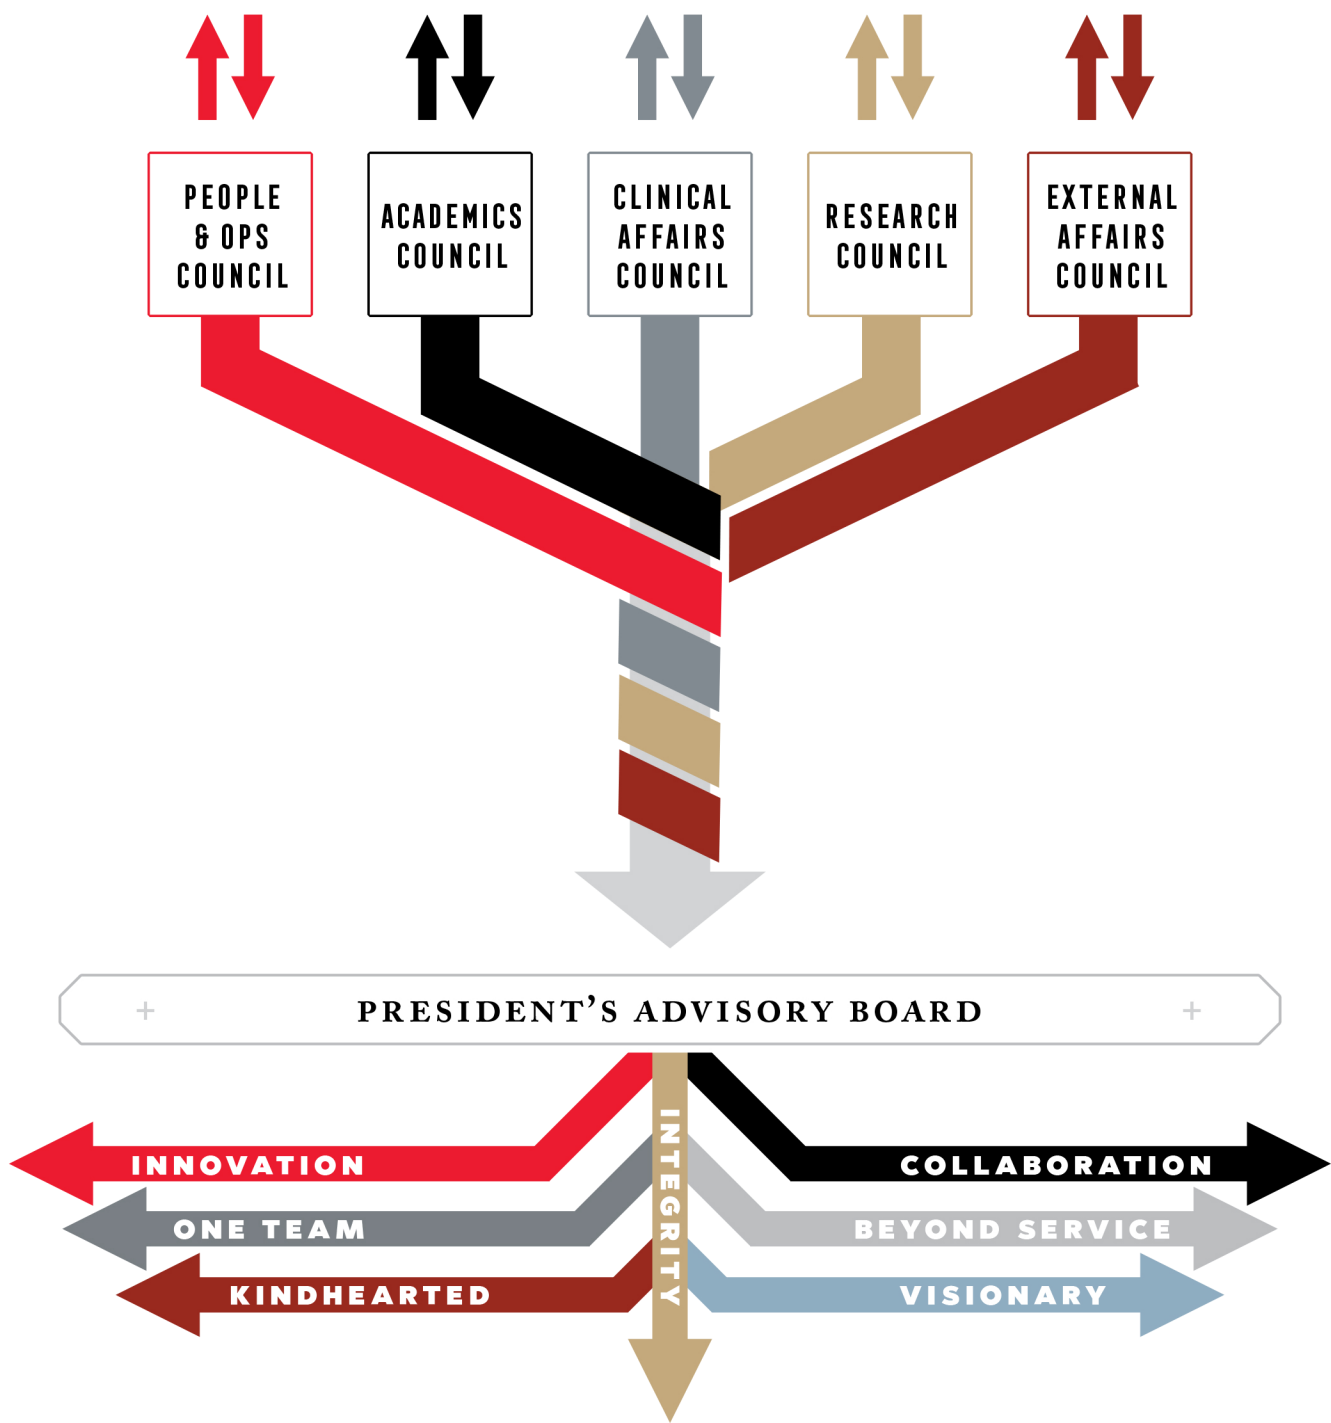 PEOPLE
& OPS
COUNCIL
ACADEMICS
COUNCIL
CLINICAL
AFFAIRS
COUNCIL
RESEARCH
COUNCIL
EXTERNAL
AFFAIRS
COUNCIL
PRESIDENT’S ADVISORY BOARD
INTEGRITY
INNOVATION
COLLABORATION
ONE TEAM
BEYOND SERVICE
KINDHEARTED
VISIONARY